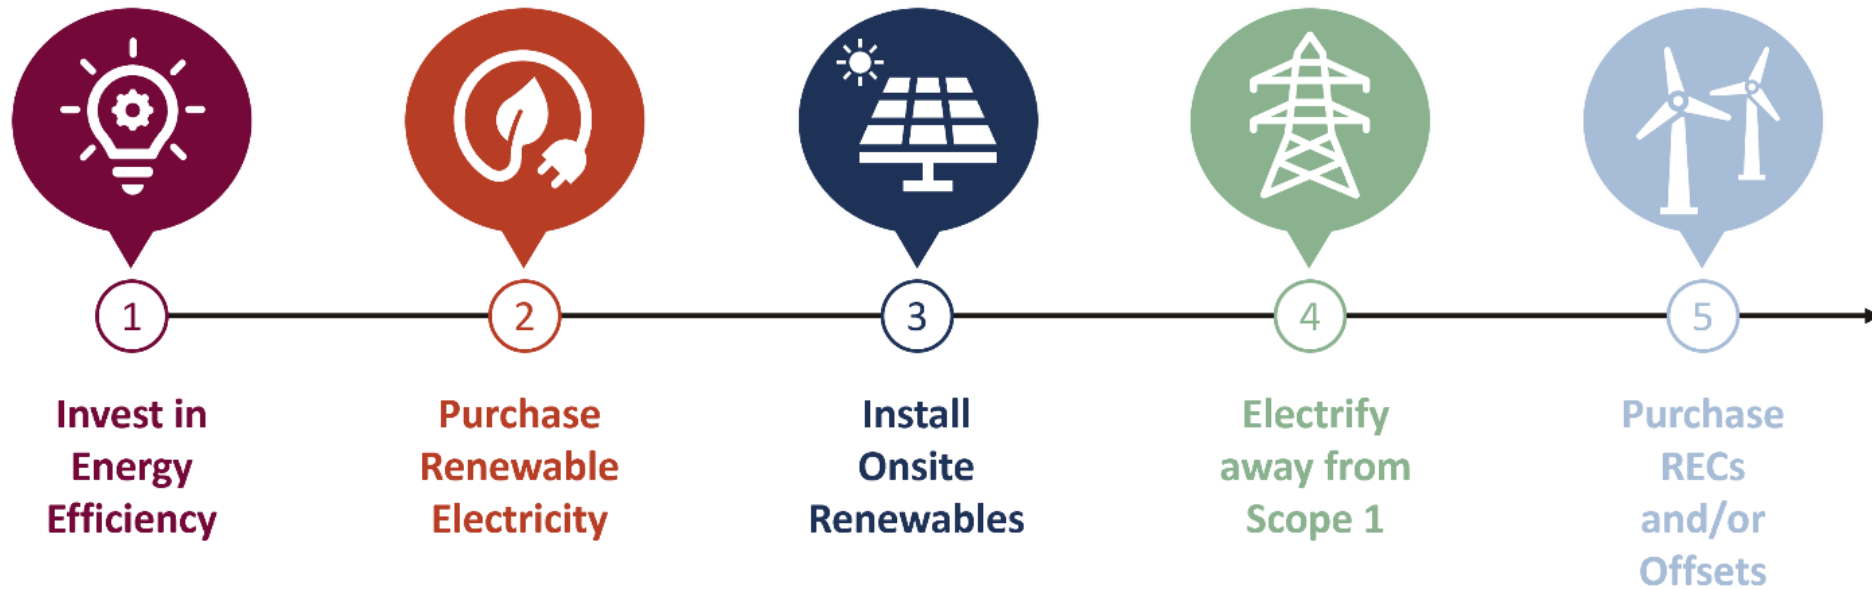 1
Invest in
Energy
Efficiency
2
Purchase
Renewable
Electricity
3
Install
Onsite
Renewables
4
Electrify
away from
Scope 1
5
Purchase
RECs
and/or
Offsets